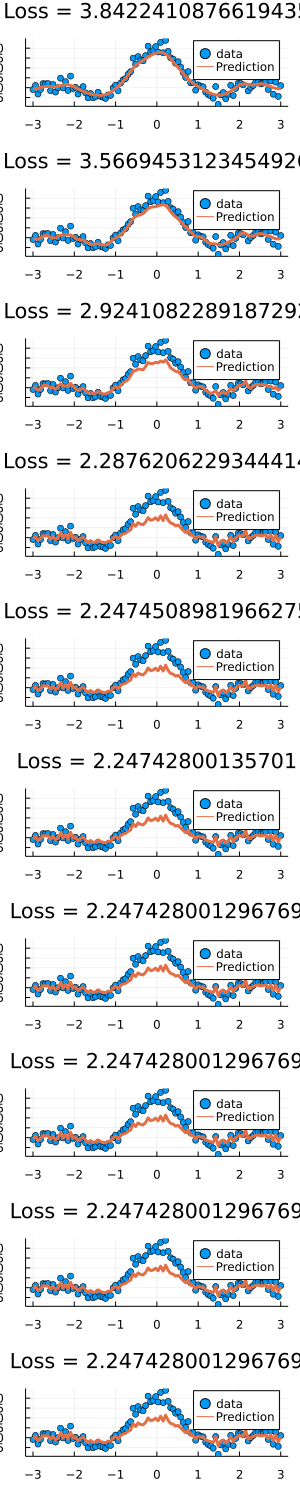 Loss = 3.842241087661943
data
Prediction
−3 −2 −1 0 1 2 3
Loss = 3.566945312345492
data
Prediction
−3 −2 −1 0 1 2 3
Loss = 2.924108228918729
data
Prediction
−3 −2 −1 0 1 2 3
Loss = 2.287620622934441
data
Prediction
−3 −2 −1 0 1 2 3
Loss = 2.247450898196627
data
Prediction
−3 −2 −1 0 1 2 3
Loss = 2.24742800135701
data
Prediction
−3 −2 −1 0 1 2 3
Loss = 2.247428001296769
data
Prediction
−3 −2 −1 0 1 2 3
Loss = 2.247428001296769
data
Prediction
−3 −2 −1 0 1 2 3
Loss = 2.247428001296769
data
Prediction
−3 −2 −1 0 1 2 3
Loss = 2.247428001296769
data
Prediction
−3 −2 −1 0 1 2 3